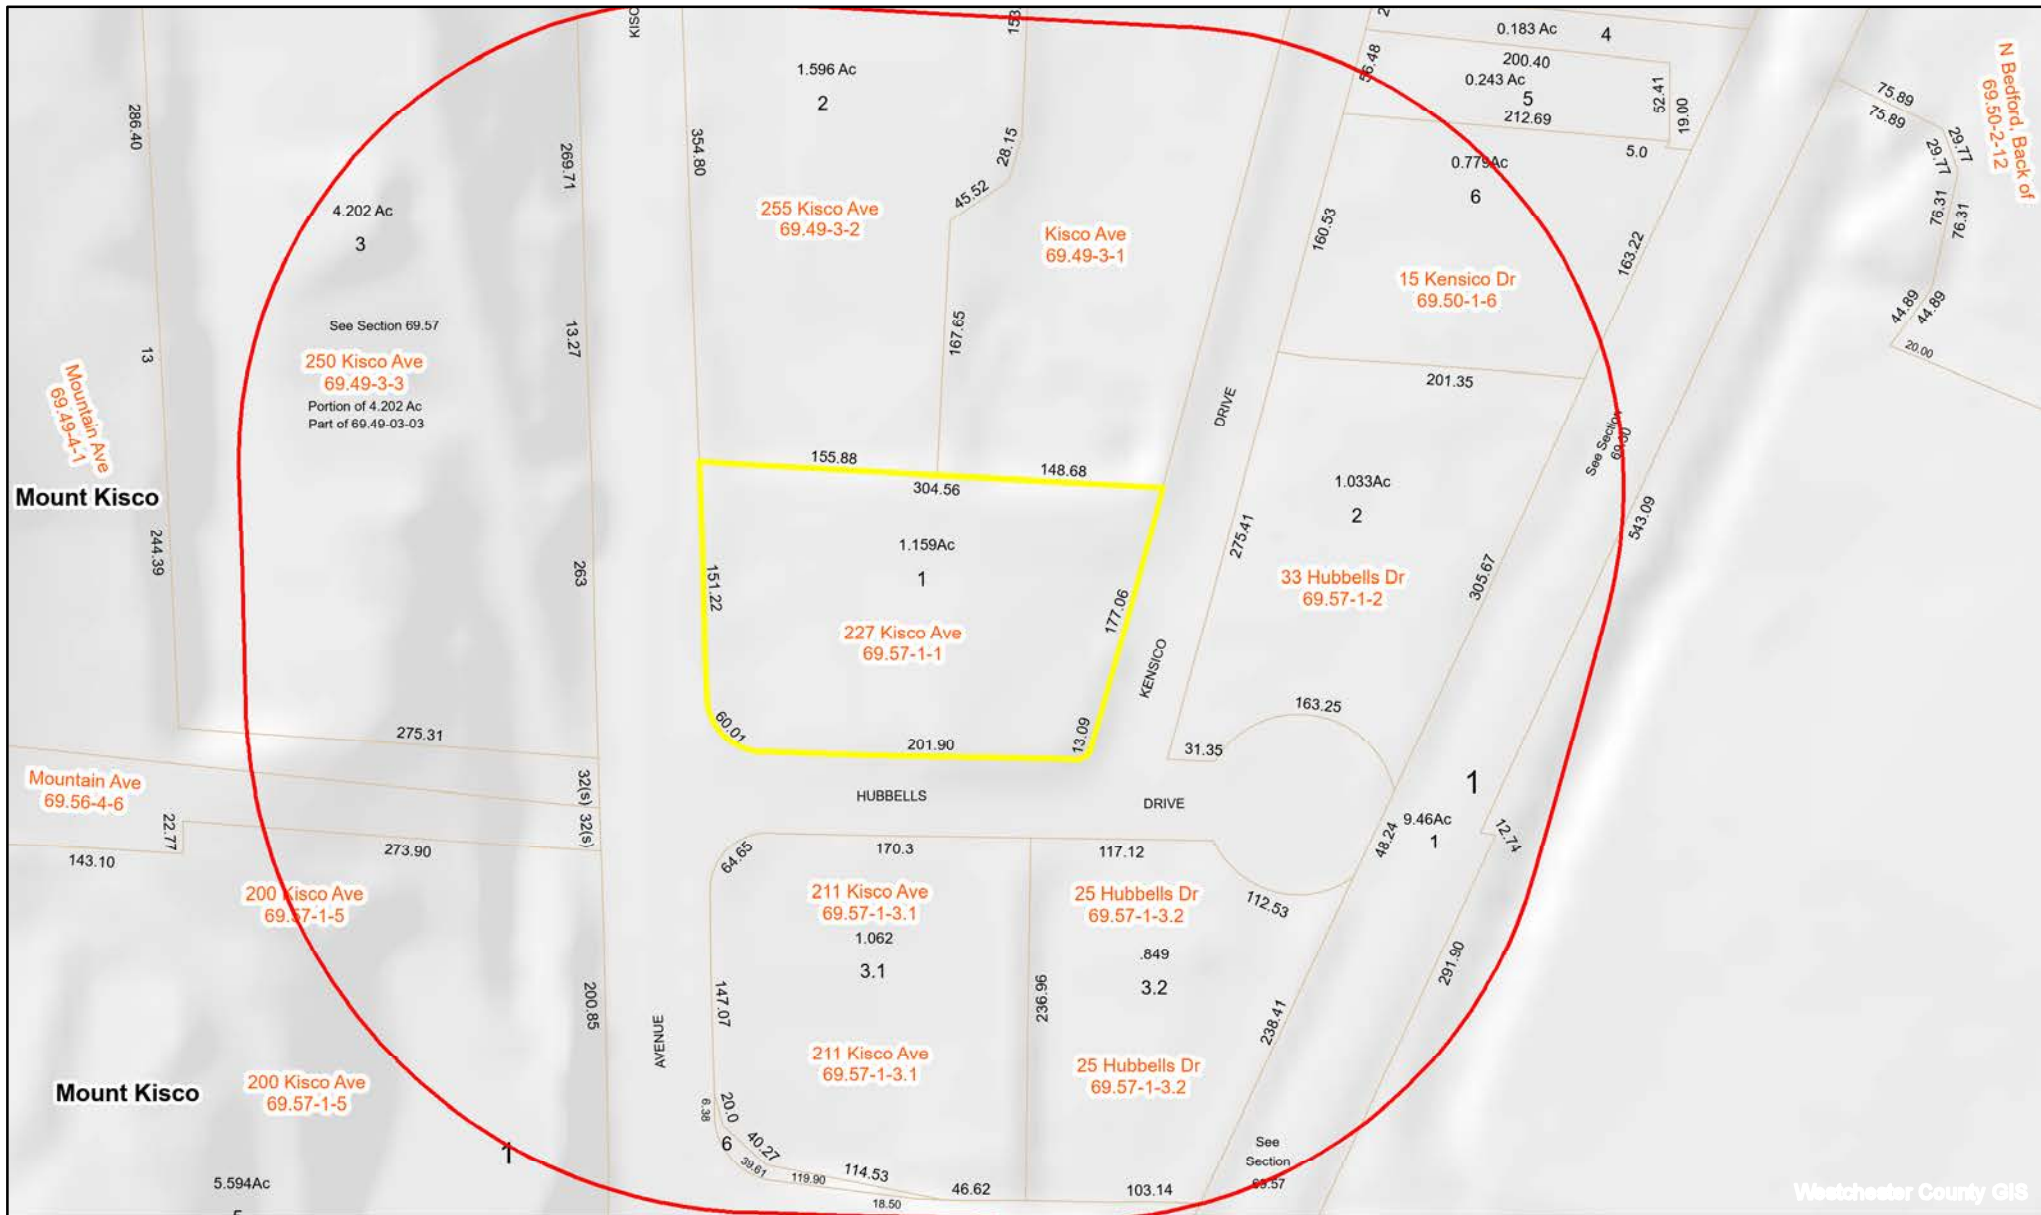 KISC
153
2
0.183 Ac
4
200.40
56.48
0.243 Ac
5
212.69
52.41
19.00
75.89
75.89
N Bedford, Back of
69.50-2-12
29.77
29.77
286.40
1.596 Ac
2
354.80
269.71
28.15
45.52
0.779Ac
6
5.0
76.31
76.31
4.202 Ac
3
255 Kisco Ave
69.49-3-2
Kisco Ave
69.49-3-1
160.53
163.22
15 Kensico Dr
69.50-1-6
44.89
44.89
20.00
See Section 69.57
13.27
13
167.65
250 Kisco Ave
69.49-3-3
Portion of 4.202 Ac
Part of 69.49-03-03
Mountain Ave
69.49-4-1
201.35
DRIVE
See Section
Mount Kisco
155.88
148.68
304.56
1.033Ac
2
543.09
244.39
263
1.159Ac
1
151.22
275.41
305.67
33 Hubbells Dr
69.57-1-2
227 Kisco Ave
69.57-1-1
177.06
KENSICO
60.01
201.90
13.09
163.25
31.35
275.31
Mountain Ave
69.56-4-6
32(s)
32(s)
HUBBELLS
DRIVE
1
9.46Ac
1
12.74
48.24
22.77
143.10
273.90
64.65
170.3
117.12
200 Kisco Ave
69.57-1-5
211 Kisco Ave
69.57-1-3.1
25 Hubbells Dr
69.57-1-3.2
112.53
1.062
3.1
.849
3.2
291.90
200.85
147.07
236.96
238.41
AVENUE
211 Kisco Ave
69.57-1-3.1
25 Hubbells Dr
69.57-1-3.2
Mount Kisco
200 Kisco Ave
69.57-1-5
6.38
20.0
6
40.27
39.61
119.90
114.53
18.50
46.62
103.14
See
Section
69.57
1
5.594Ac
Westchester County GIS